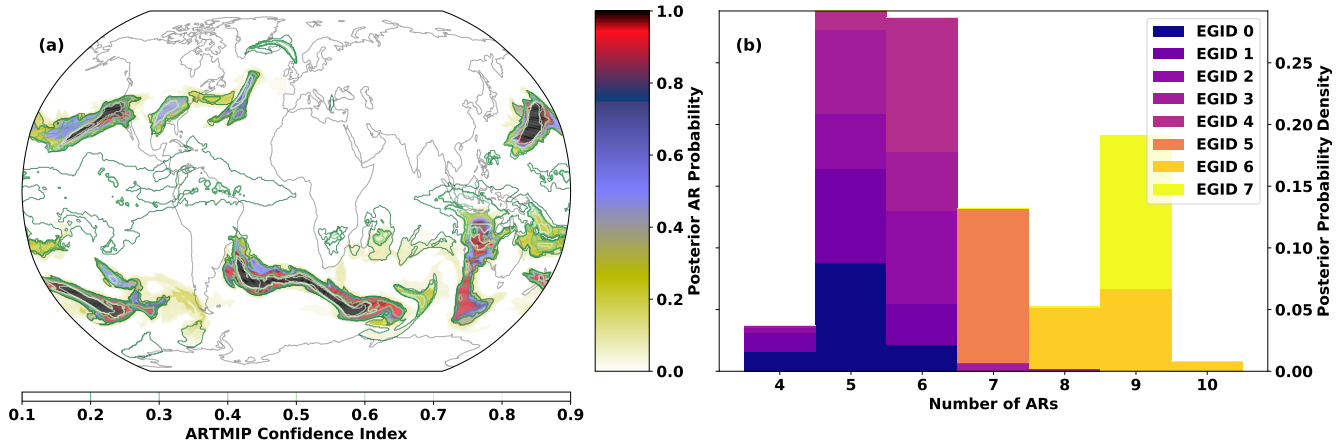 (a)
1.0
0.8
0.6
0.4
0.2
0.0
Posterior AR Probability
0.1 0.2 0.3 0.4 0.5 0.6 0.7 0.8 0.9
ARTMIP Confidence Index
(b)
EGID 0
EGID 1
EGID 2
EGID 3
EGID 4
EGID 5
EGID 6
EGID 7
0.25
0.20
0.15
0.10
0.05
0.00
Posterior Probability Density
4 5 6 7 8 9 10
Number of ARs